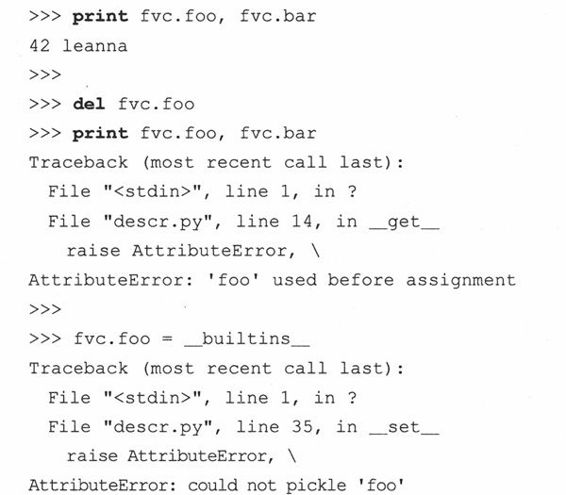 >>> print fvc.foo, fvc.bar
42 leanna
>>>
>>> del fvc.foo
>>> print fvc.foo, fvc.bar
Traceback (most recent call last):
  File "<stdin>", line 1, in ?
  File "descr.py", line 14, in __get__
    raise AttributeError, \
AttributeError: 'foo' used before assignment
>>>
>>> fvc.foo = __builtins__
Traceback (most recent call last):
  File "<stdin>", line 1, in ?
  File "descr.py", line 35, in __set__
    raise AttributeError, \
AttributeError: could not pickle 'foo'